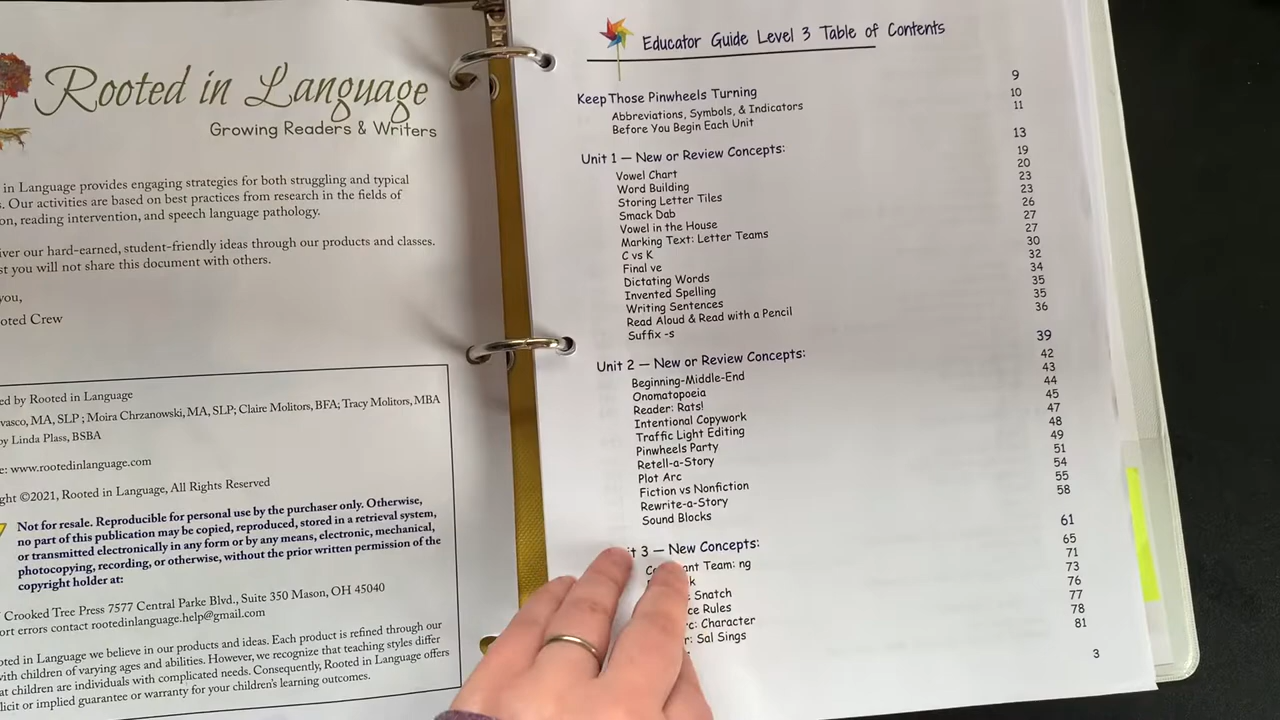 Rooted in Language
Growing Readers & Writers
in Language provides engaging strategies for both struggling and typical
Our activities are based on best practices from research in the fields of
reading intervention, and speech language pathology.
our hard-earned, student-friendly ideas through our products and classes.
you will not share this document with others.
you,
Crew
by Rooted in Language
MA, SLP ; Moira Chrzanowski, MA, SLP; Claire Molitors, BFA; Tracy Molitors, MBA
by Linda Plass, BSBA
www.rootedinlanguage.com
©2021, Rooted in Language, All Rights Reserved
Not for resale. Reproducible for personal use by the purchaser only. Otherwise,
no part of this publication may be copied, reproduced, stored in a retrieval system,
or transmitted electronically in any form or by any means, electronic, mechanical,
photocopying, recording, or otherwise, without the prior written permission of the
copyright holder at:
Crooked Tree Press 7577 Central Parke Blvd., Suite 350 Mason, OH 45040
errors contact rootedinlanguage.help@gmail.com
in Language we believe in our products and ideas. Each product is refined through our
with children of varying ages and abilities. However, we recognize that teaching styles differ
children are individuals with complicated needs. Consequently, Rooted in Language offers
or implied guarantee or warranty for your children's learning outcomes.
Educator Guide Level 3 Table of Contents
Keep Those Pinwheels Turning 9
Abbreviations, Symbols, & Indicators 10
Before You Begin Each Unit 11
Unit 1 — New or Review Concepts: 13
Vowel Chart 19
Word Building 20
Storing Letter Tiles 23
Smack Dab 23
Vowel in the House 26
Marking Text: Letter Teams 27
C vs K 27
Final ve 30
Dictating Words 32
Invented Spelling 34
Writing Sentences 35
Read Aloud & Read with a Pencil 35
Suffix -s 36
Unit 2 — New or Review Concepts: 39
Beginning-Middle-End 42
Onomatopoeia 43
Reader: Rats! 44
Intentional Copywork 45
Traffic Light Editing 47
Pinwheels Party 48
Retell-a-Story 49
Plot Arc 51
Fiction vs Nonfiction 54
Rewrite-a-Story 55
Sound Blocks 58
3 — New Concepts: 61
Team: ng 65
71
Snatch 73
Rules 76
Character 77
Sal Sings 78
81
3